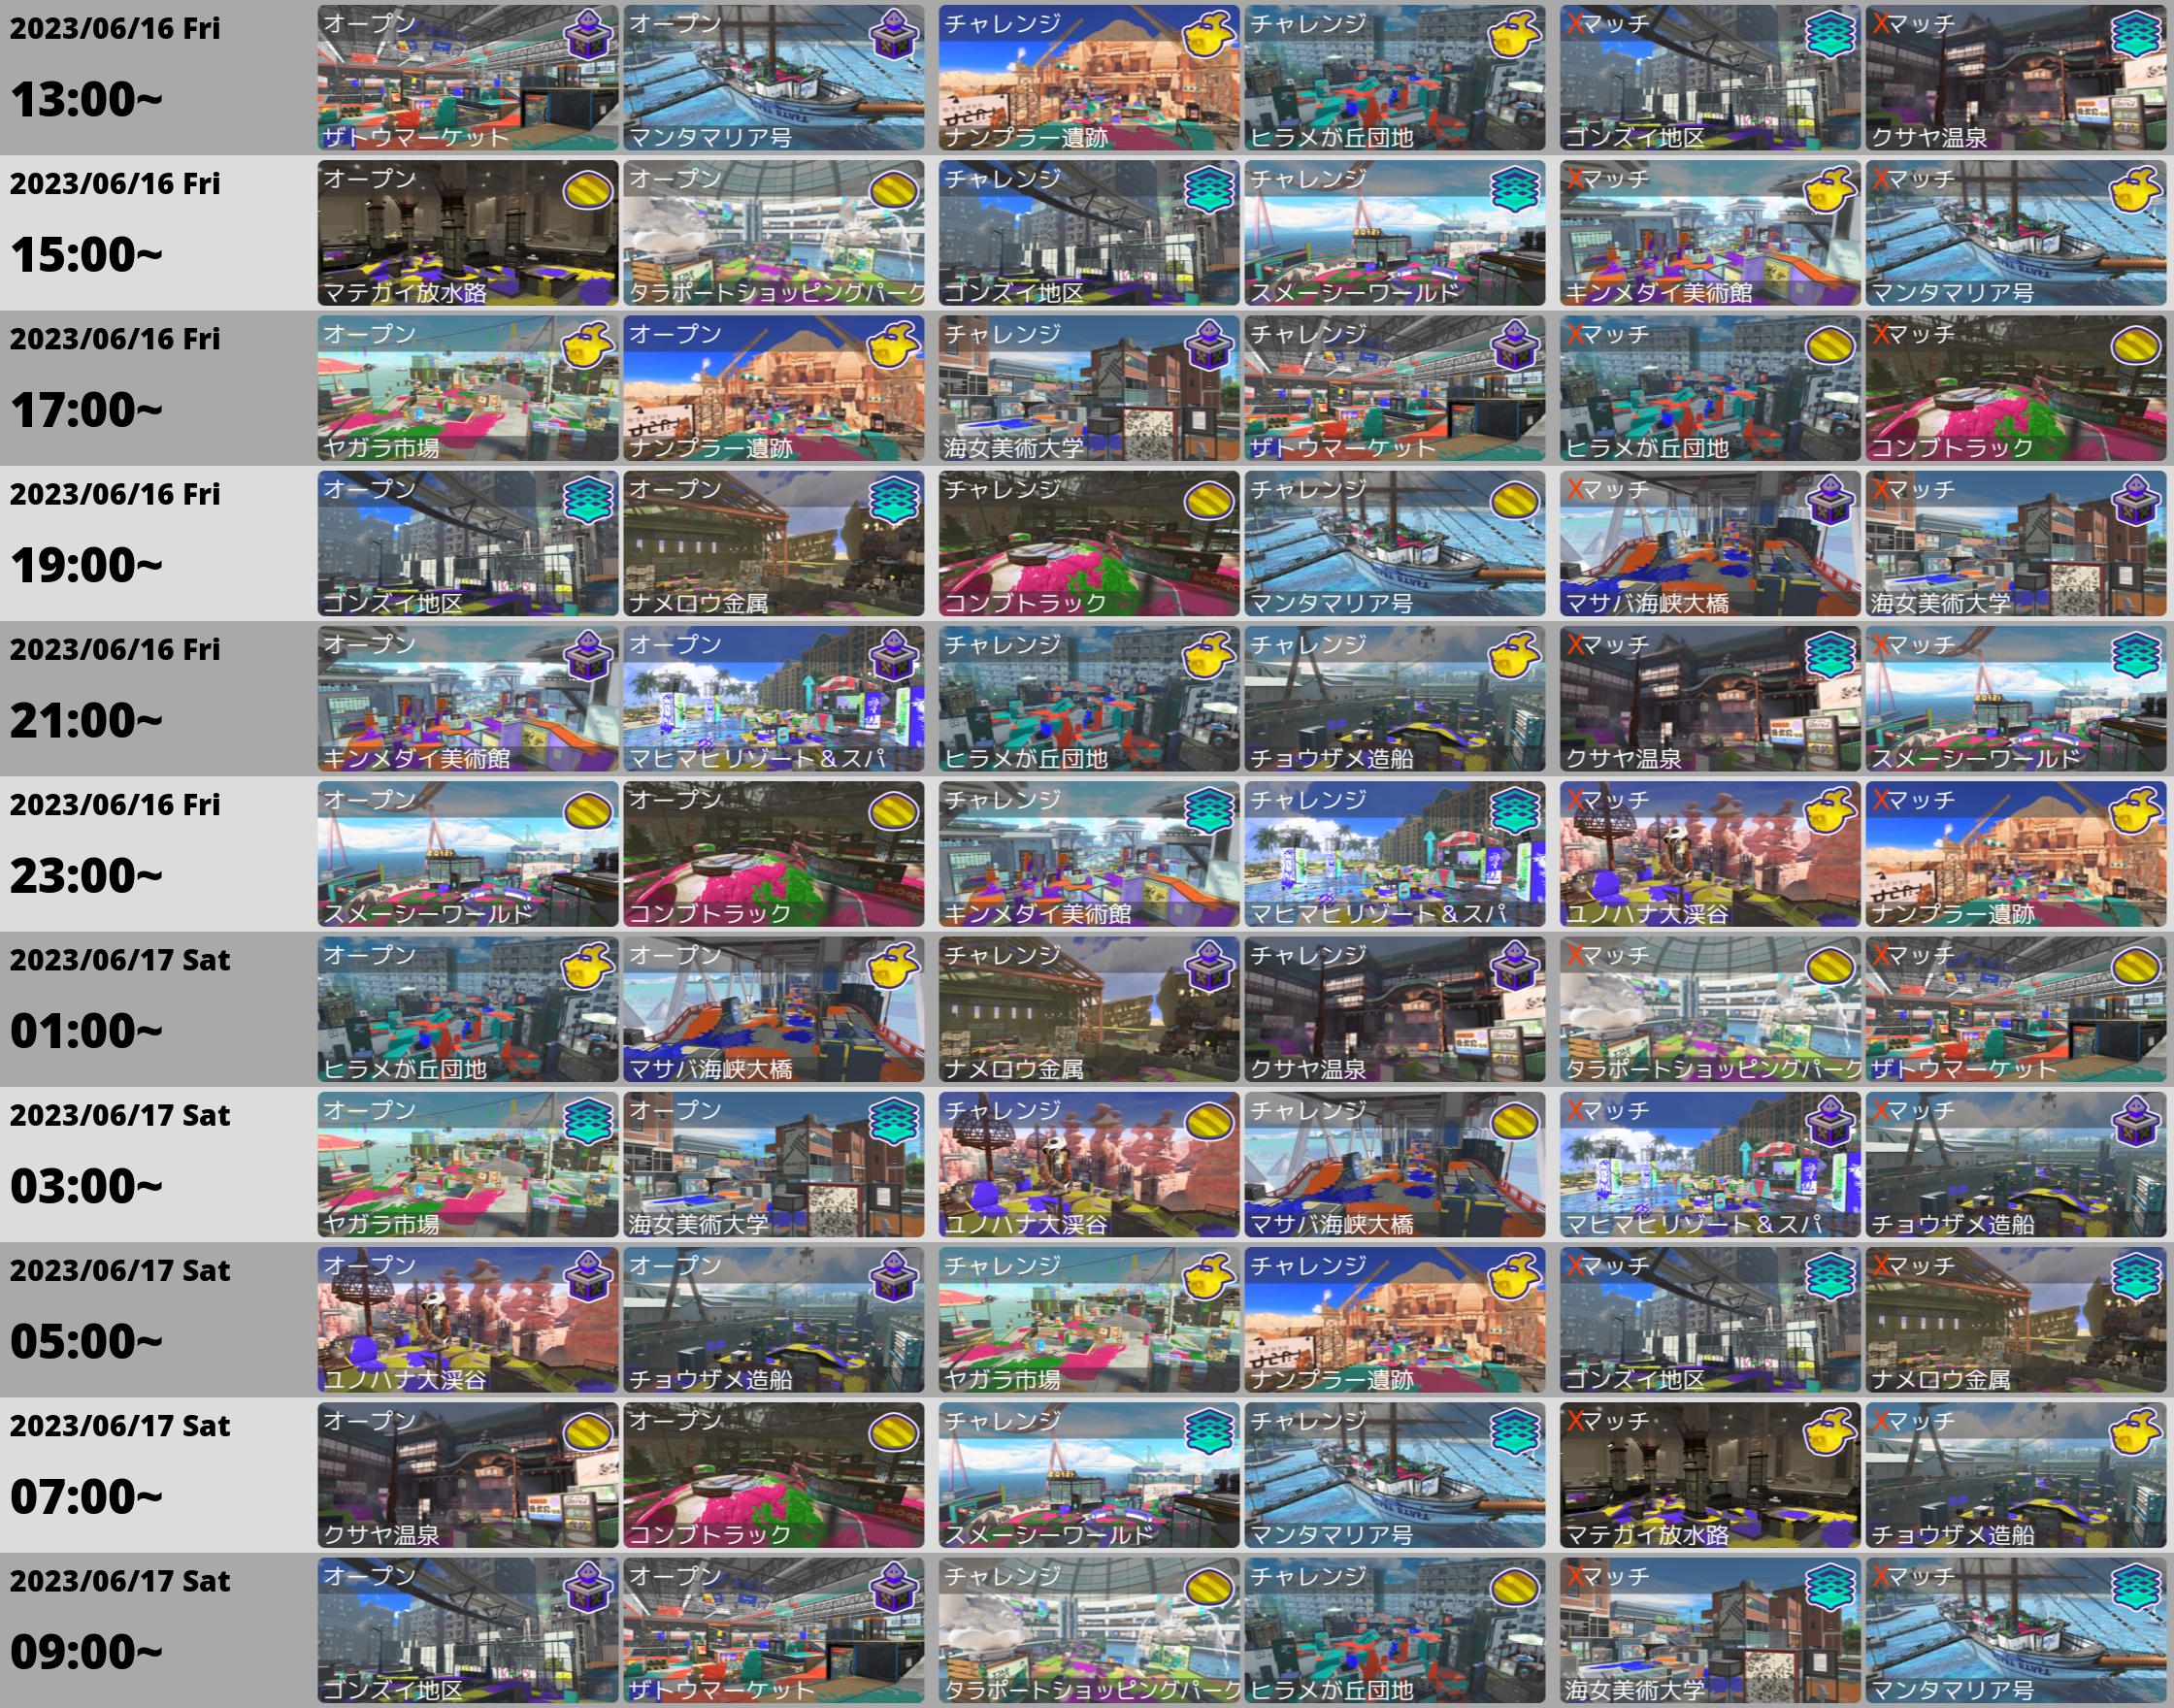 2023/06/16 Fri
13:00~
オープン
ザトウマーケット
オープン
マンタマリア号
チャレンジ
ナンプラー遺跡
チャレンジ
ヒラメが丘団地
Xマッチ
ゴンズイ地区
Xマッチ
クサヤ温泉
2023/06/16 Fri
15:00~
オープン
マテガイ放水路
オープン
タラポートショッピングパーク
チャレンジ
ゴンズイ地区
チャレンジ
スメーシーワールド
Xマッチ
キンメダイ美術館
Xマッチ
マンタマリア号
2023/06/16 Fri
17:00~
オープン
ヤガラ市場
オープン
ナンプラー遺跡
チャレンジ
海女美術大学
チャレンジ
ザトウマーケット
Xマッチ
ヒラメが丘団地
Xマッチ
コンブトラック
2023/06/16 Fri
19:00~
オープン
ゴンズイ地区
オープン
ナメロウ金属
チャレンジ
コンブトラック
チャレンジ
マンタマリア号
Xマッチ
マサバ海峡大橋
Xマッチ
海女美術大学
2023/06/16 Fri
21:00~
オープン
キンメダイ美術館
オープン
マヒマヒリゾート&スパ
チャレンジ
ヒラメが丘団地
チャレンジ
チョウザメ造船
Xマッチ
クサヤ温泉
Xマッチ
スメーシーワールド
2023/06/16 Fri
23:00~
オープン
スメーシーワールド
オープン
コンブトラック
チャレンジ
キンメダイ美術館
チャレンジ
マヒマヒリゾート&スパ
Xマッチ
ユノハナ大渓谷
Xマッチ
ナンプラー遺跡
2023/06/17 Sat
01:00~
オープン
ヒラメが丘団地
オープン
マサバ海峡大橋
チャレンジ
ナメロウ金属
チャレンジ
クサヤ温泉
Xマッチ
タラポートショッピングパーク
Xマッチ
ザトウマーケット
2023/06/17 Sat
03:00~
オープン
ヤガラ市場
オープン
海女美術大学
チャレンジ
ユノハナ大渓谷
チャレンジ
マサバ海峡大橋
Xマッチ
マヒマヒリゾート&スパ
Xマッチ
チョウザメ造船
2023/06/17 Sat
05:00~
オープン
ユノハナ大渓谷
オープン
チョウザメ造船
チャレンジ
ヤガラ市場
チャレンジ
ナンプラー遺跡
Xマッチ
ゴンズイ地区
Xマッチ
ナメロウ金属
2023/06/17 Sat
07:00~
オープン
クサヤ温泉
オープン
コンブトラック
チャレンジ
スメーシーワールド
チャレンジ
マンタマリア号
Xマッチ
マテガイ放水路
Xマッチ
チョウザメ造船
2023/06/17 Sat
09:00~
オープン
ゴンズイ地区
オープン
ザトウマーケット
チャレンジ
タラポートショッピングパーク
チャレンジ
ヒラメが丘団地
Xマッチ
海女美術大学
Xマッチ
マンタマリア号